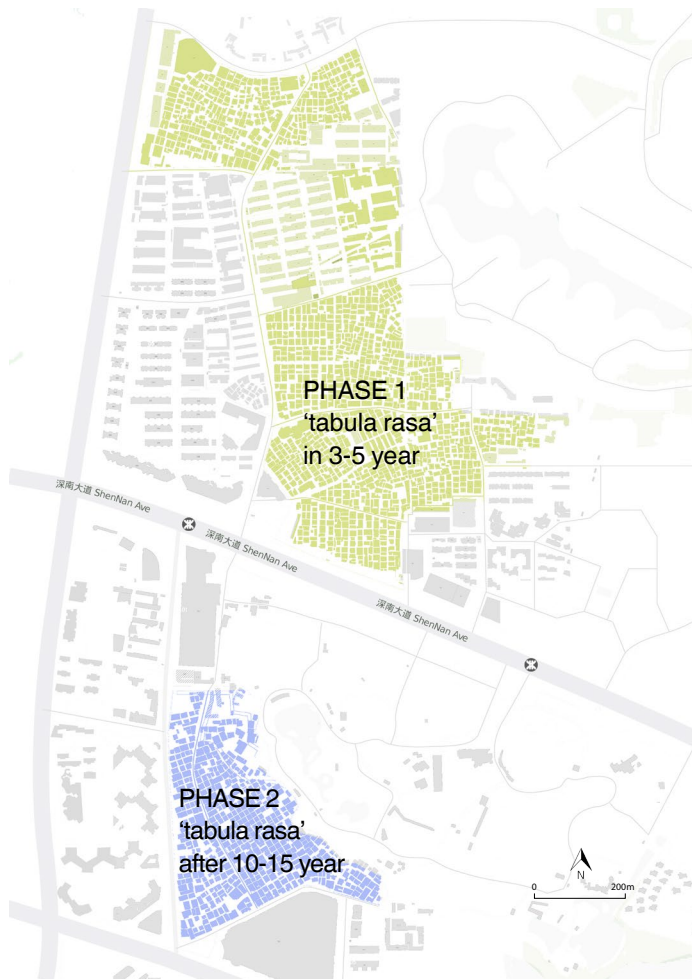 PHASE 1
‘tabula rasa’
in 3-5 year
深南大道 ShenNan Ave
深南大道 ShenNan Ave
深南大道 ShenNan Ave
PHASE 2
‘tabula rasa’
after 10-15 year
N
0 200m